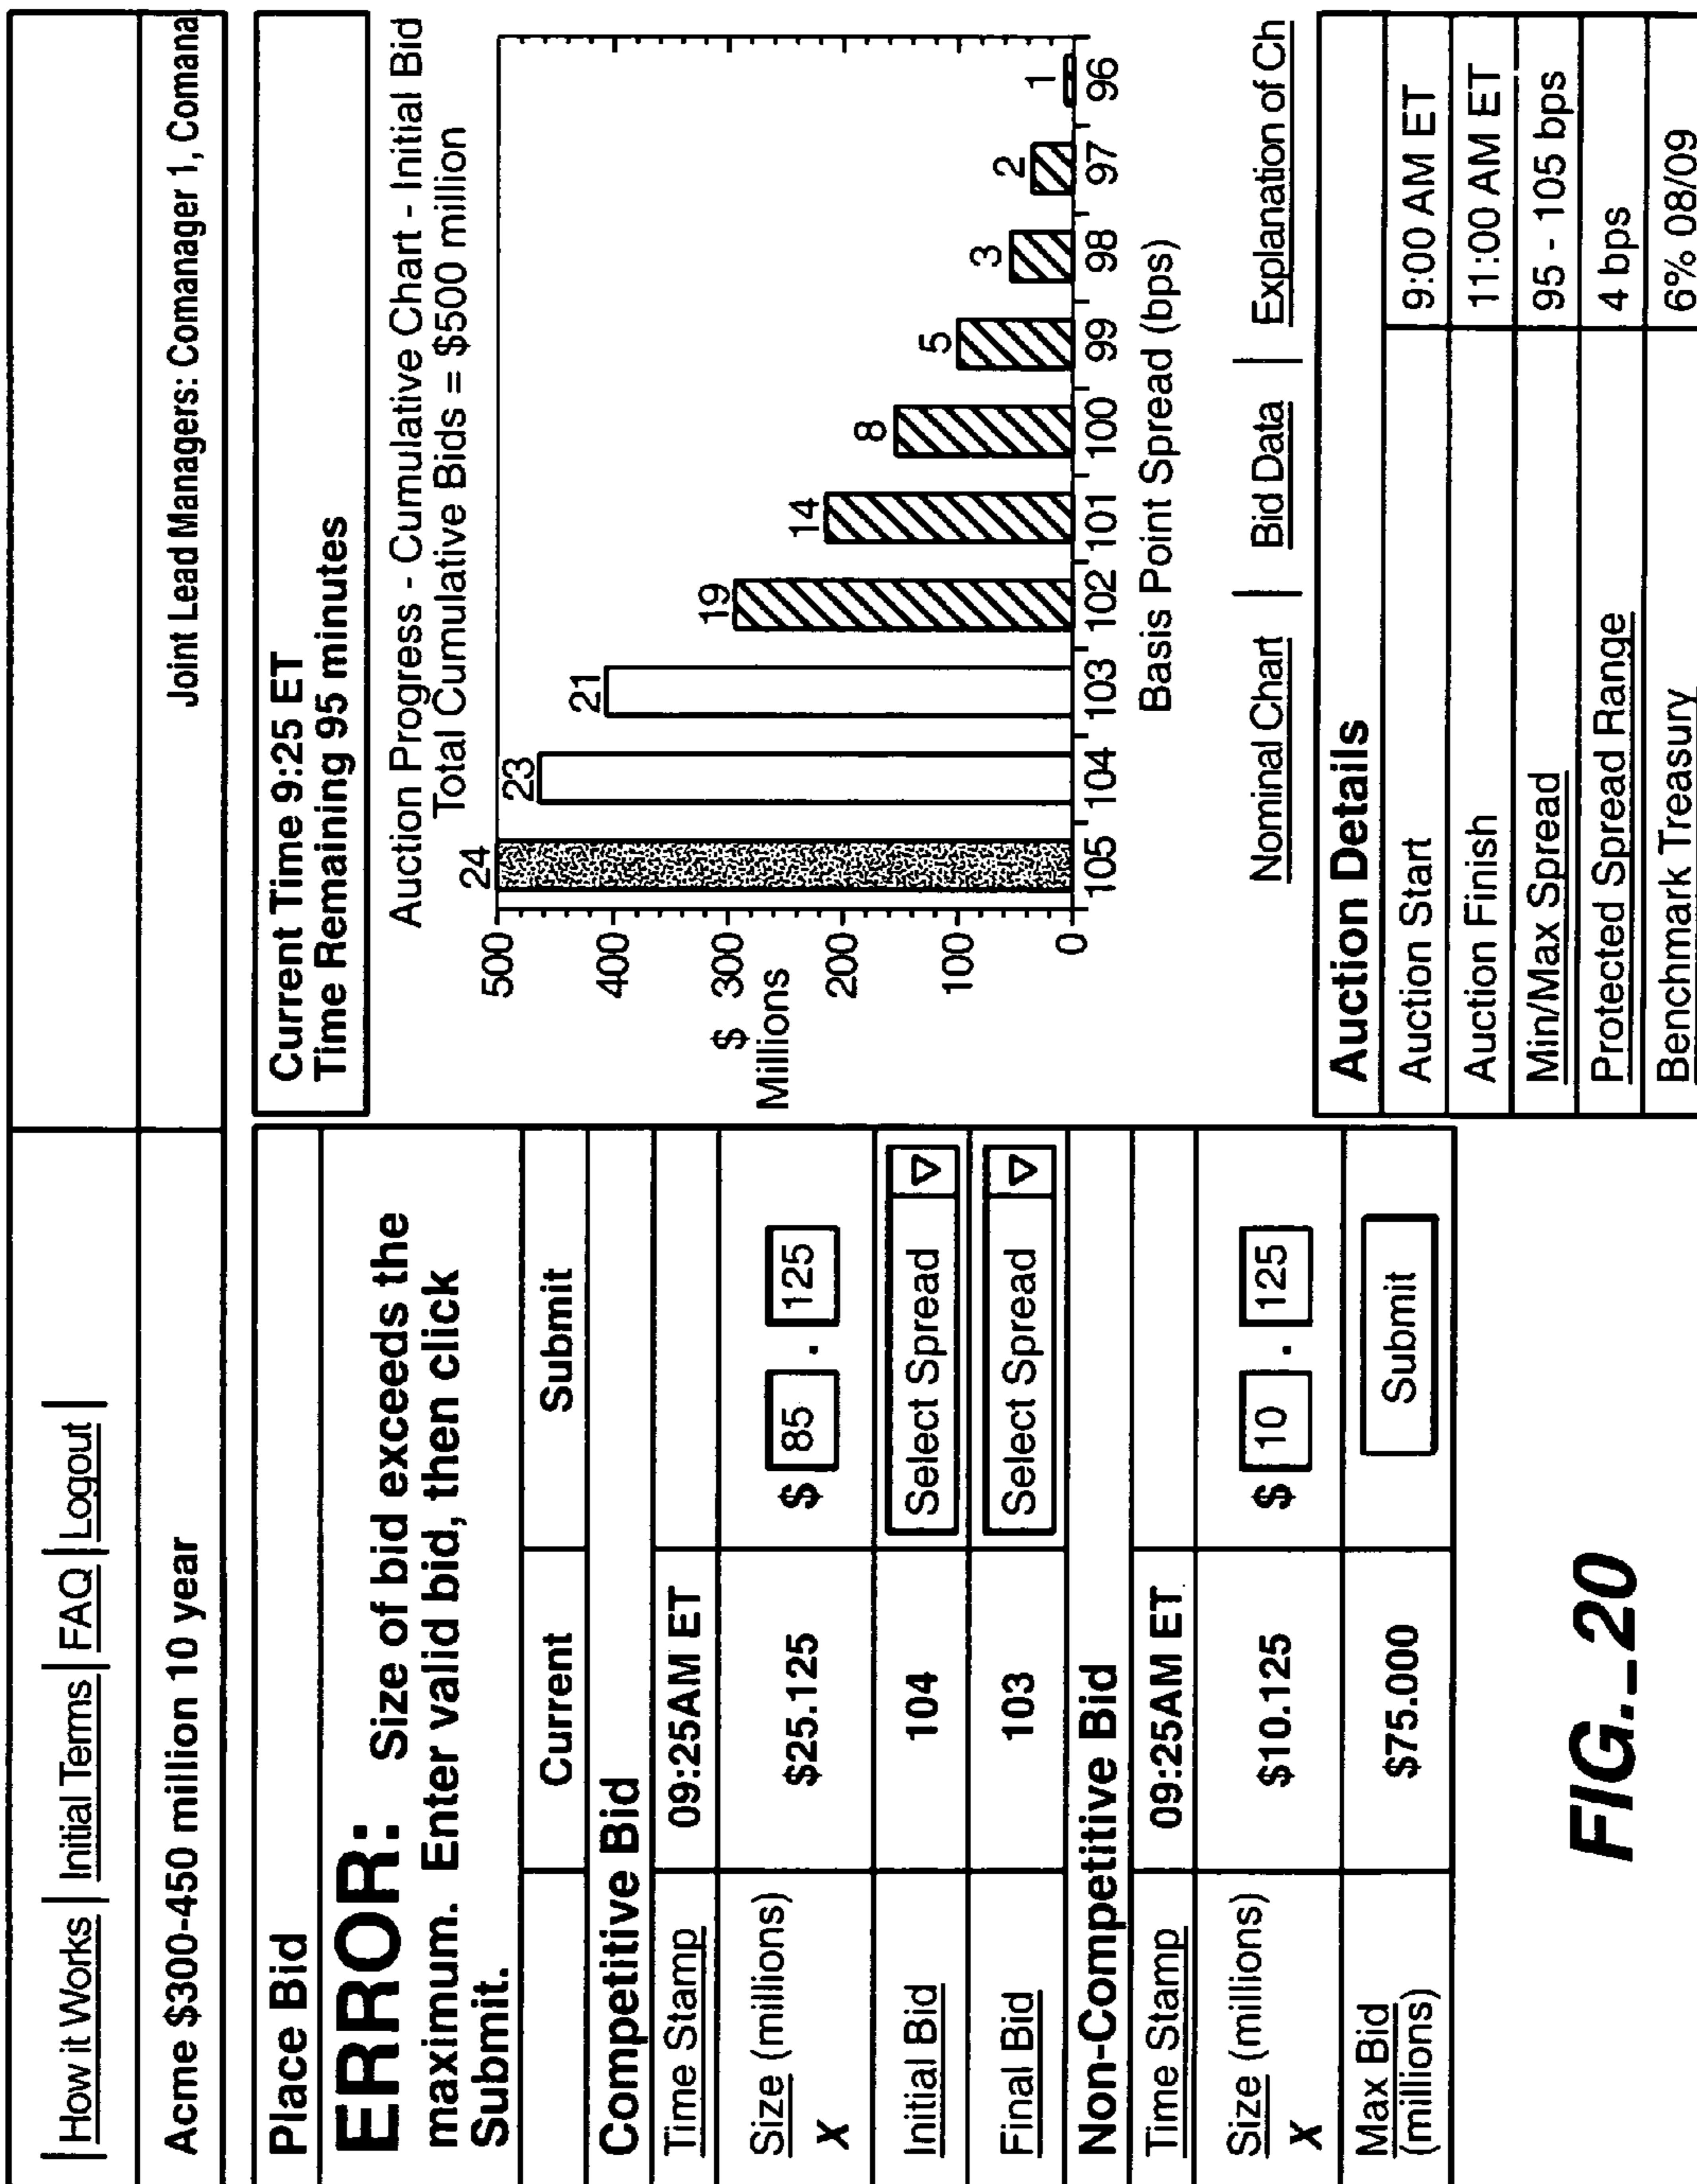 | How it Works | Initial Terms | FAQ | Logout |
Acme $300-450 million 10 year
Joint Lead Managers: Comanager 1, Comana
Place Bid
ERROR: Size of bid exceeds the
maximum. Enter valid bid, then click
Submit.
Current Submit
Competitive Bid
Time Stamp 09:25AM ET
Size (millions) $25.125 $ 85 . 125
X
Initial Bid 104 Select Spread
Final Bid 103 Select Spread
Non-Competitive Bid
Time Stamp 09:25AM ET
Size (millions) $10.125 $ 10 . 125
X
Max Bid
(millions) $75.000 Submit
Current Time 9:25 ET
Time Remaining 95 minutes
Auction Progress - Cumulative Chart - Initial Bid
Total Cumulative Bids = $500 million
500
400
$ 300
Millions
200
100
0
24 23 21 19 14 8 5 3 2 1
105 104 103 102 101 100 99 98 97 96
Basis Point Spread (bps)
Nominal Chart | Bid Data | Explanation of Ch
Auction Details
Auction Start 9:00 AM ET
Auction Finish 11:00 AM ET
Min/Max Spread 95 - 105 bps
Protected Spread Range 4 bps
Benchmark Treasury 6% 08/09
FIG._20